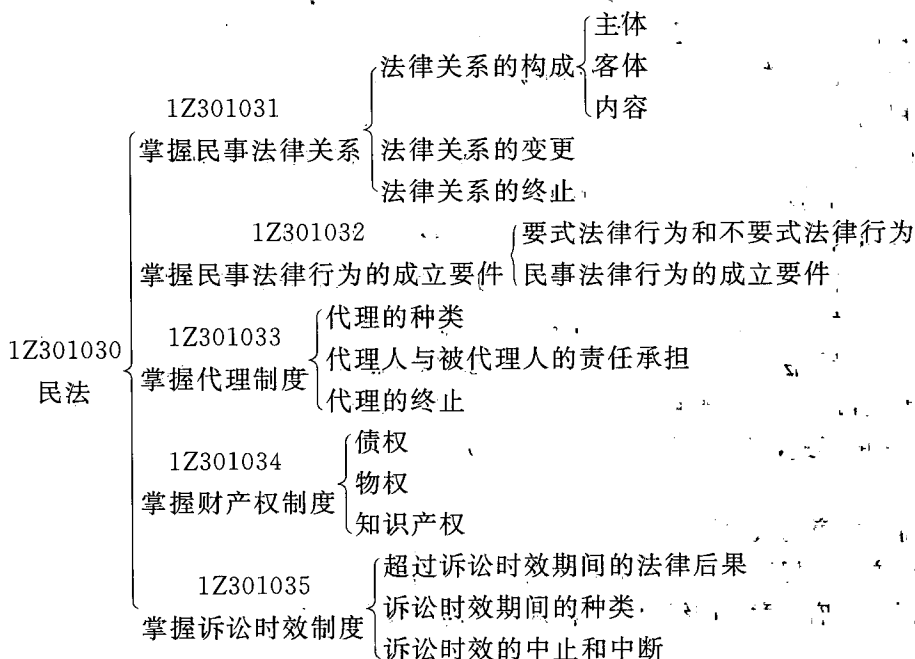 主体
法律关系的构成
客体
内容
1Z301031
掌握民事法律关系
法律关系的变更
法律关系的终止
1Z301032
要式法律行为和不要式法律行为
掌握民事法律行为的成立要件
民事法律行为的成立要件
1Z301030
民法
1Z301033
掌握代理制度
代理的种类
代理人与被代理人的责任承担
代理的终止
1Z301034
掌握财产权制度
债权
物权
知识产权
1Z301035
掌握诉讼时效制度
超过诉讼时效期间的法律后果
诉讼时效期间的种类
诉讼时效的中止和中断